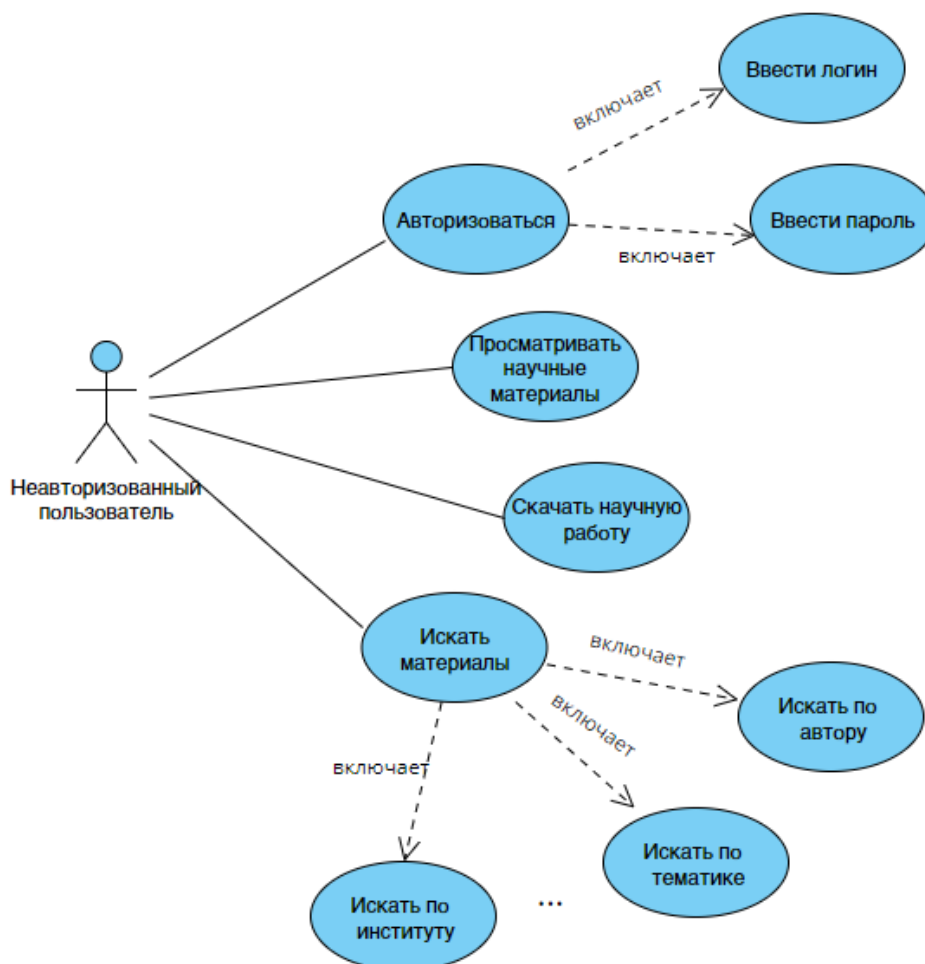 Ввести логин
включает
Авторизоваться
Ввести пароль
включает
Просматривать
научные
материалы
Неавторизованный
пользователь
Скачать научную
работу
Искать
материалы
включает
Искать по
автору
включает
включает
Искать по
тематике
...
Искать по
институту